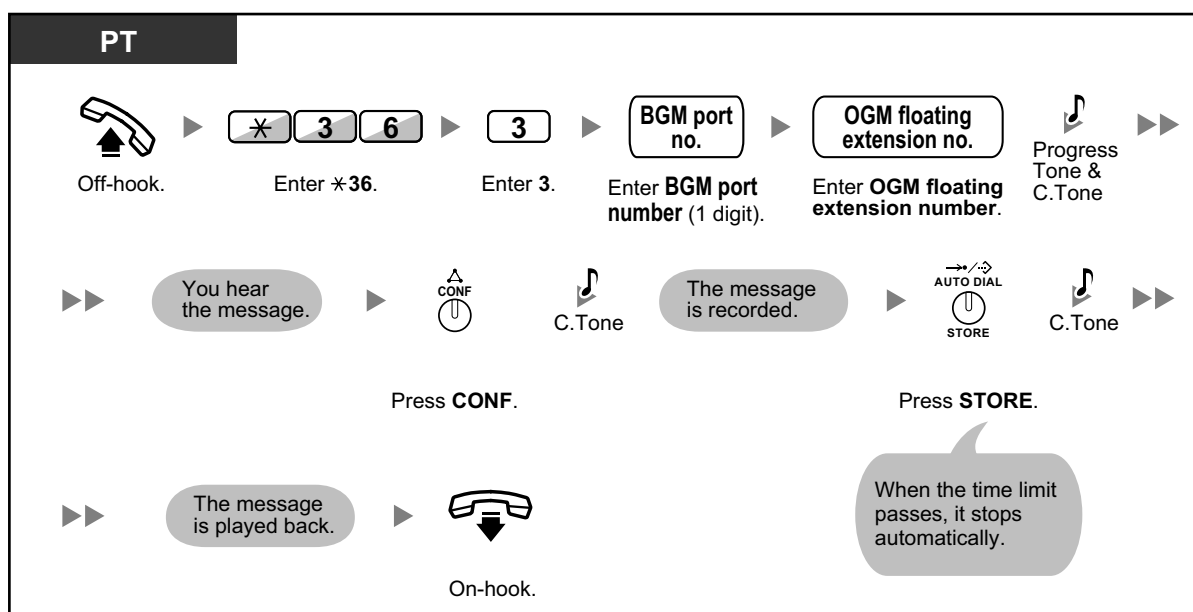 PT
✳ 3 6
3
BGM port
no.
OGM floating
extension no.
Off-hook.
Enter ✳36.
Enter 3.
Enter BGM port
number (1 digit).
Enter OGM floating
extension number.
Progress
Tone &
C.Tone
You hear
the message.
CONF
C.Tone
Press CONF.
The message
is recorded.
AUTO DIAL
STORE
C.Tone
Press STORE.
When the time limit
passes, it stops
automatically.
The message
is played back.
On-hook.